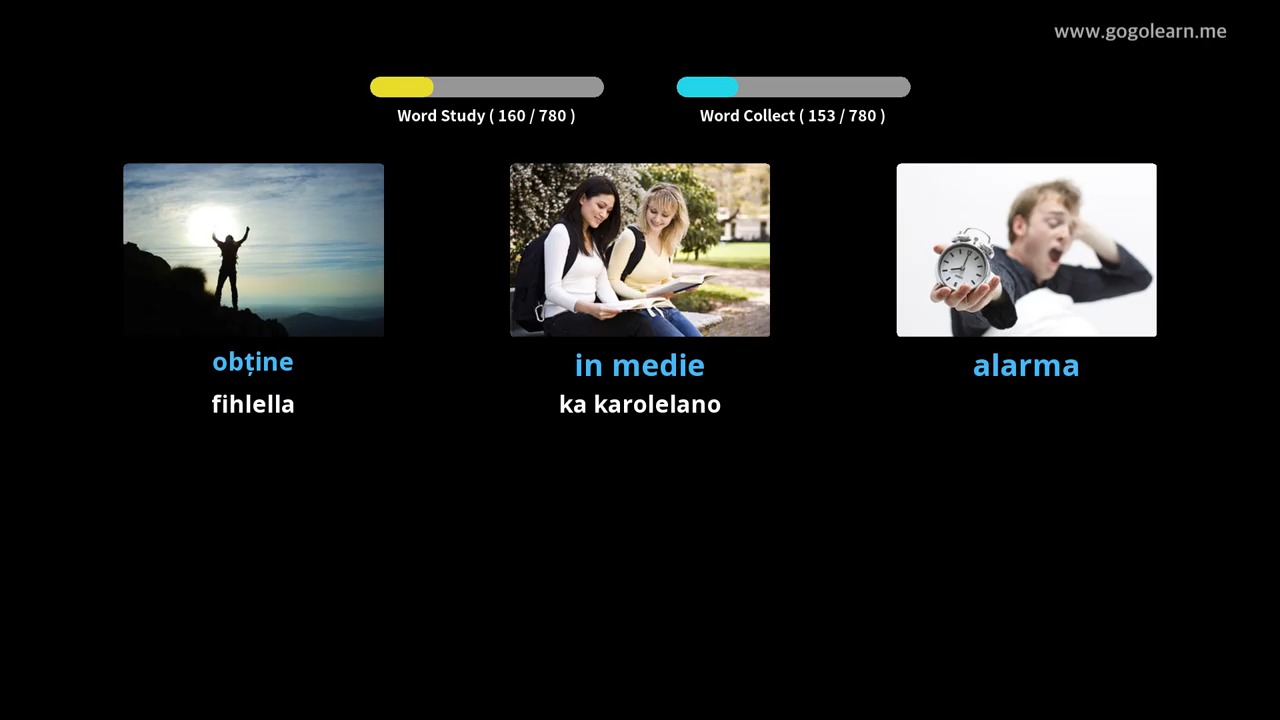 www.gogolearn.me
Word Study ( 160 / 780 )
Word Collect ( 153 / 780 )
obține
fihlella
in medie
ka karolelano
alarma